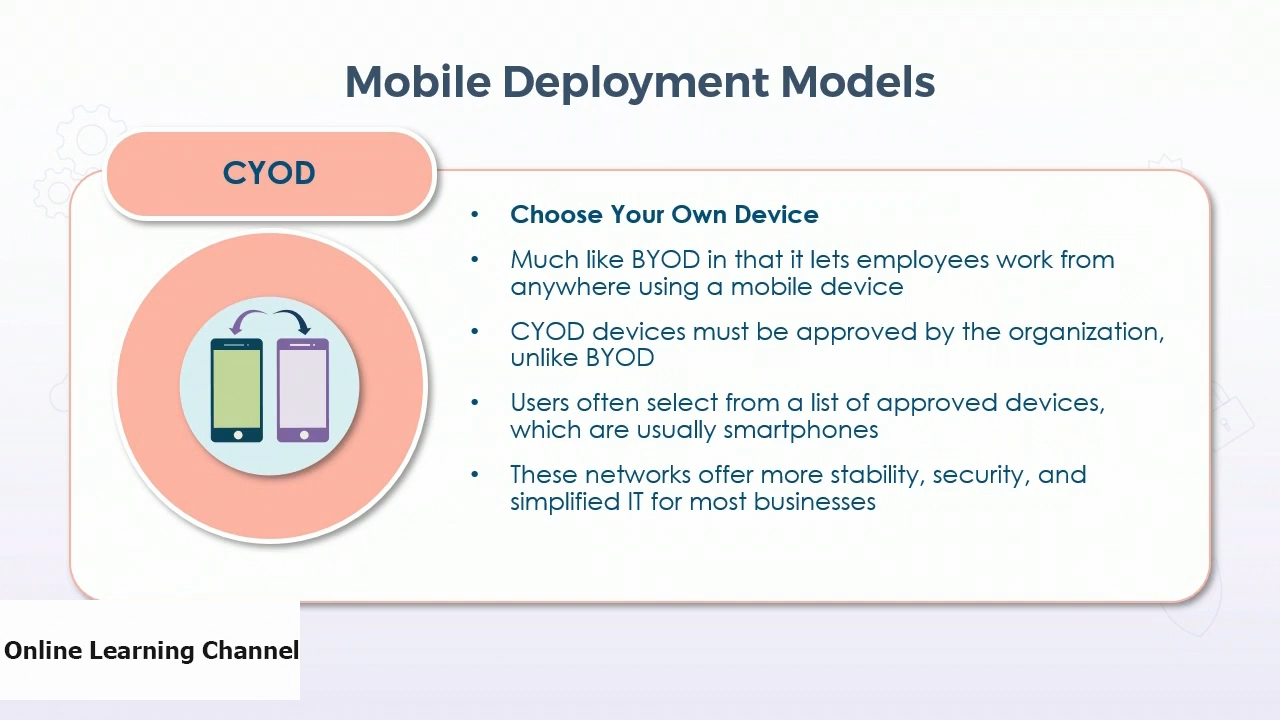 Mobile Deployment Models
CYOD
• Choose Your Own Device
• Much like BYOD in that it lets employees work from
anywhere using a mobile device
• CYOD devices must be approved by the organization,
unlike BYOD
• Users often select from a list of approved devices,
which are usually smartphones
• These networks offer more stability, security, and
simplified IT for most businesses
Online Learning Channel